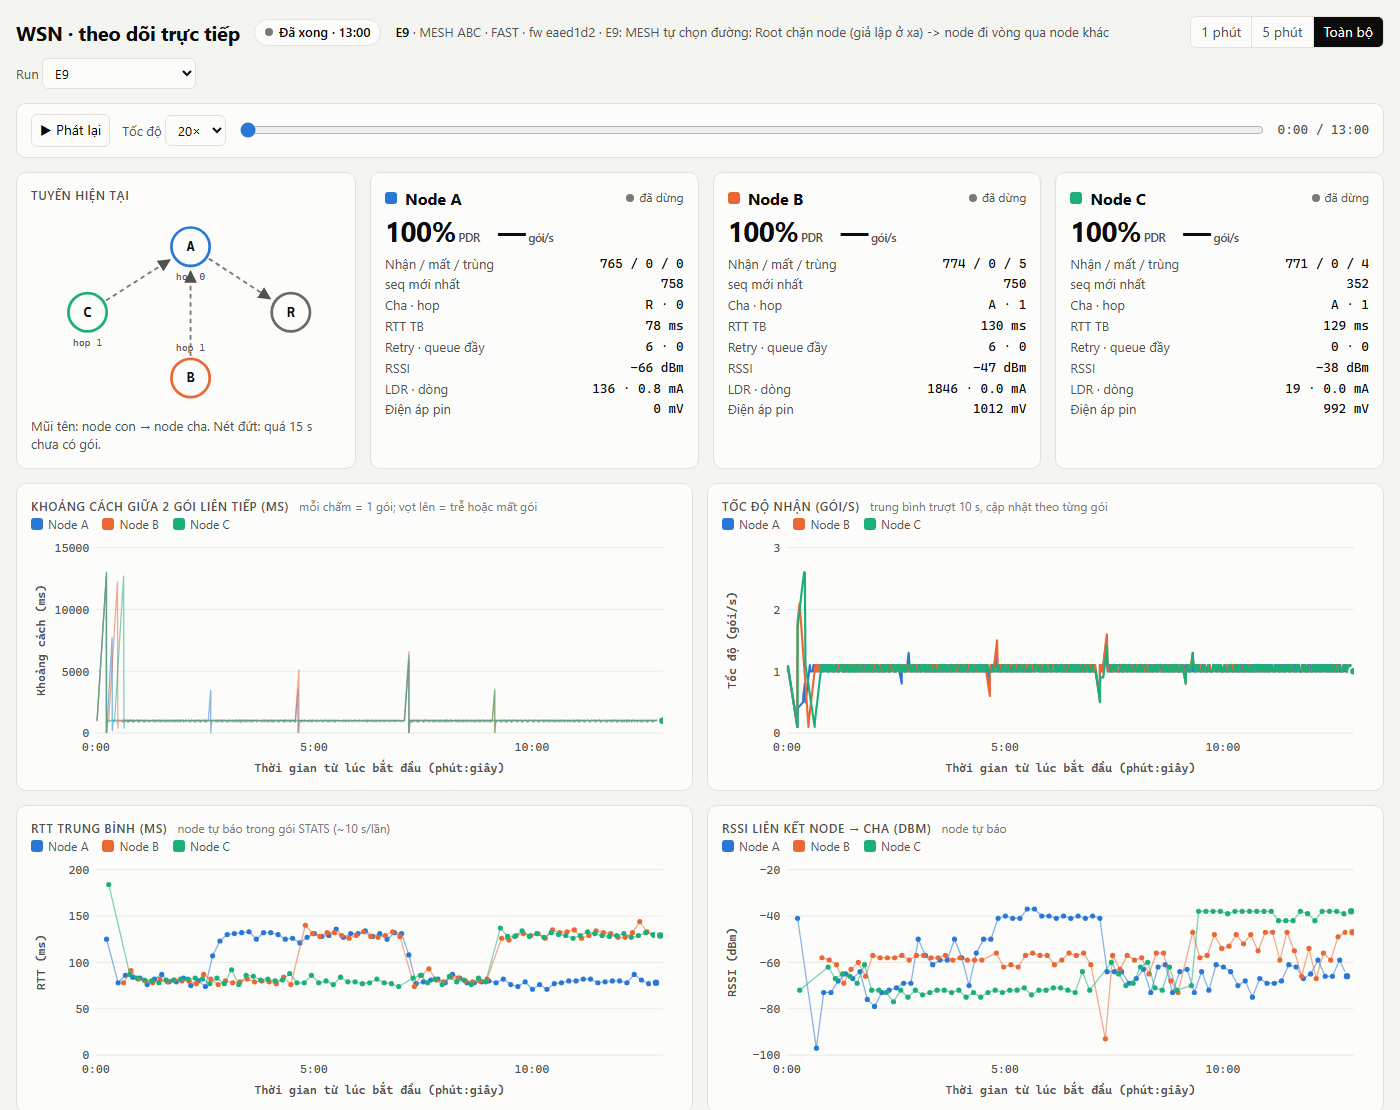 WSN · theo dõi trực tiếp
Đã xong · 13:00
E9 · MESH ABC · FAST · fw eaed1d2 · E9: MESH tự chọn đường: Root chặn node (giả lập ở xa) -> node đi vòng qua node khác
1 phút 5 phút Toàn bộ
Run E9
▶ Phát lại Tốc độ 20× 0:00 / 13:00
TUYẾN HIỆN TẠI
A
hop 0
C
hop 1
R
hop 1
B
Mũi tên: node con → node cha. Nét đứt: quá 15 s
chưa có gói.
Node A đã dừng
100% PDR — gói/s
Nhận / mất / trùng 765 / 0 / 0
seq mới nhất 758
Cha · hop R · 0
RTT TB 78 ms
Retry · queue đầy 6 · 0
RSSI −66 dBm
LDR · dòng 136 · 0.8 mA
Điện áp pin 0 mV
Node B đã dừng
100% PDR — gói/s
Nhận / mất / trùng 774 / 0 / 5
seq mới nhất 750
Cha · hop A · 1
RTT TB 130 ms
Retry · queue đầy 6 · 0
RSSI −47 dBm
LDR · dòng 1846 · 0.0 mA
Điện áp pin 1012 mV
Node C đã dừng
100% PDR — gói/s
Nhận / mất / trùng 771 / 0 / 4
seq mới nhất 352
Cha · hop A · 1
RTT TB 129 ms
Retry · queue đầy 0 · 0
RSSI −38 dBm
LDR · dòng 19 · 0.0 mA
Điện áp pin 992 mV
KHOẢNG CÁCH GIỮA 2 GÓI LIÊN TIẾP (MS) mỗi chấm = 1 gói; vọt lên = trễ hoặc mất gói
Node A Node B Node C
Khoảng cách (ms)
15000
10000
5000
0
0:00 5:00 10:00
Thời gian từ lúc bắt đầu (phút:giây)
TỐC ĐỘ NHẬN (GÓI/S) trung bình trượt 10 s, cập nhật theo từng gói
Node A Node B Node C
Tốc độ (gói/s)
3
2
1
0
0:00 5:00 10:00
Thời gian từ lúc bắt đầu (phút:giây)
RTT TRUNG BÌNH (MS) node tự báo trong gói STATS (~10 s/lần)
Node A Node B Node C
RTT (ms)
200
150
100
50
0
0:00 5:00 10:00
Thời gian từ lúc bắt đầu (phút:giây)
RSSI LIÊN KẾT NODE → CHA (DBM) node tự báo
Node A Node B Node C
RSSI (dBm)
−20
−40
−60
−80
−100
0:00 5:00 10:00
Thời gian từ lúc bắt đầu (phút:giây)